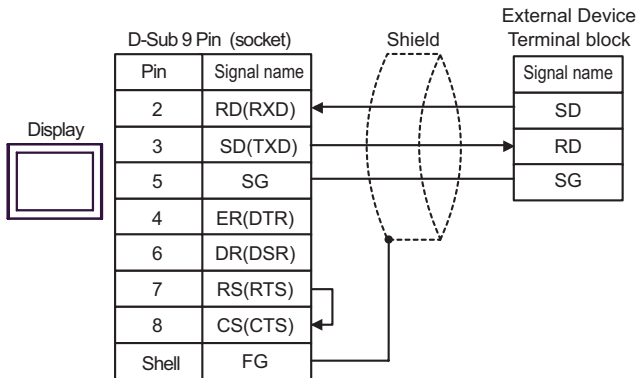 External Device
D-Sub 9 Pin (socket) Shield Terminal block
Pin Signal name Signal name
2 RD(RXD) SD
Display
3 SD(TXD) RD
5 SG SG
4 ER(DTR)
6 DR(DSR)
7 RS(RTS)
8 CS(CTS)
Shell FG